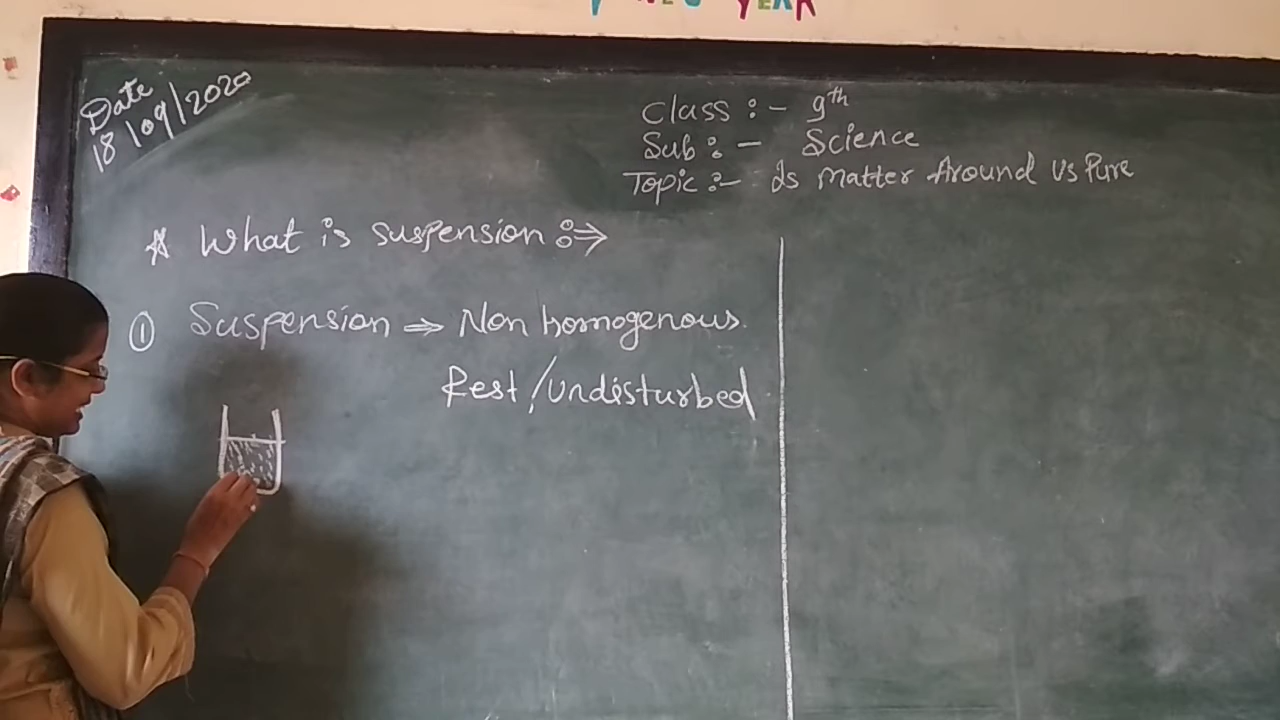 YEAR
Date
18/09/2020
Class :- 9th
Sub :- Science
Topic :- Is Matter Around Us Pure
☆ What is suspension :⇒
① Suspension ⇒ Non homogenous
Rest / Undisturbed